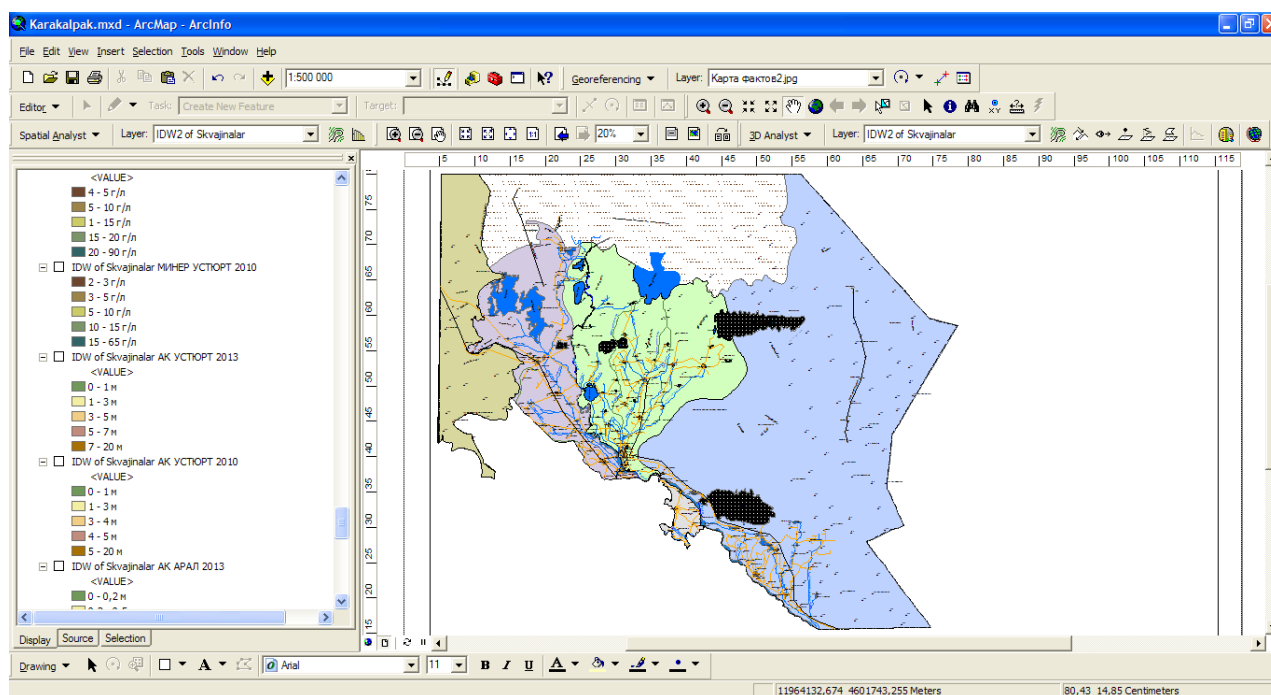 Karakalpak.mxd - ArcMap - ArcInfo
File Edit View Insert Selection Tools Window Help
1:500 000 Georeferencing Layer: Карта фактов2.jpg
Editor Task: Create New Feature Target:
Spatial Analyst Layer: IDW2 of Skvajinalar 1:1 20% 3D Analyst Layer: IDW2 of Skvajinalar
5 10 15 20 25 30 35 40 45 50 55 60 65 70 75 80 85 90 95 100 105 110 115
<VALUE>
4 - 5 г/л
5 - 10 г/л
1 - 15 г/л
15 - 20 г/л
20 - 90 г/л
IDW of Skvajinalar МИНЕР УСТЮРТ 2010
<VALUE>
2 - 3 г/л
3 - 5 г/л
5 - 10 г/л
10 - 15 г/л
15 - 65 г/л
IDW of Skvajinalar АК УСТЮРТ 2013
<VALUE>
0 - 1 м
1 - 3 м
3 - 5 м
5 - 7 м
7 - 20 м
IDW of Skvajinalar АК УСТЮРТ 2010
<VALUE>
0 - 1 м
1 - 3 м
3 - 4 м
4 - 5 м
5 - 20 м
IDW of Skvajinalar АК АРАЛ 2013
<VALUE>
0 - 0,2 м
75
70
65
60
55
50
45
40
35
30
25
20
15
Display Source Selection
Drawing A Arial 11 B I U A
11964132,674 4601743,255 Meters 80,43 14,85 Centimeters